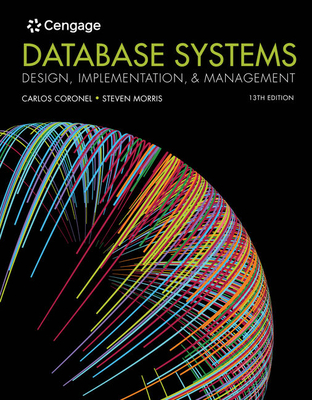 Cengage
DATABASE SYSTEMS
DESIGN, IMPLEMENTATION, & MANAGEMENT
CARLOS CORONEL • STEVEN MORRIS 13TH EDITION